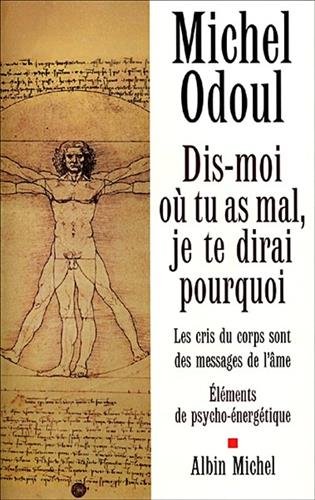 Michel
Odoul
Dis-moi
où tu as mal,
je te dirai
pourquoi
Les cris du corps sont
des messages de l'âme
Éléments
de psycho-énergétique
Albin Michel